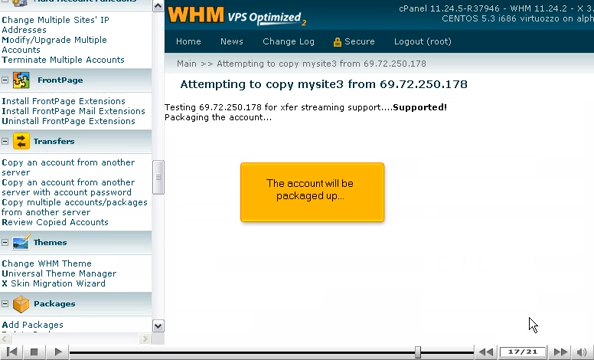 Mail Account Functions
Change Multiple Sites' IP
Addresses
Modify/Upgrade Multiple
Accounts
Terminate Multiple Accounts
FrontPage
Install FrontPage Extensions
Install FrontPage Mail Extensions
Uninstall FrontPage Extensions
Transfers
Copy an account from another
server
Copy an account from another
server with account password
Copy multiple accounts/packages
from another server
Review Copied Accounts
Themes
Change WHM Theme
Universal Theme Manager
X Skin Migration Wizard
Packages
Add Packages
WHM VPS Optimized 2
cPanel 11.24.5-R37946 - WHM 11.24.2 - X 3.
CENTOS 5.3 i686 virtuozzo on alph
Home News Change Log Secure Logout (root)
Main >> Attempting to copy mysite3 from 69.72.250.178
Attempting to copy mysite3 from 69.72.250.178
Testing 69.72.250.178 for xfer streaming support....Supported!
Packaging the account...
The account will be
packaged up...
17/21